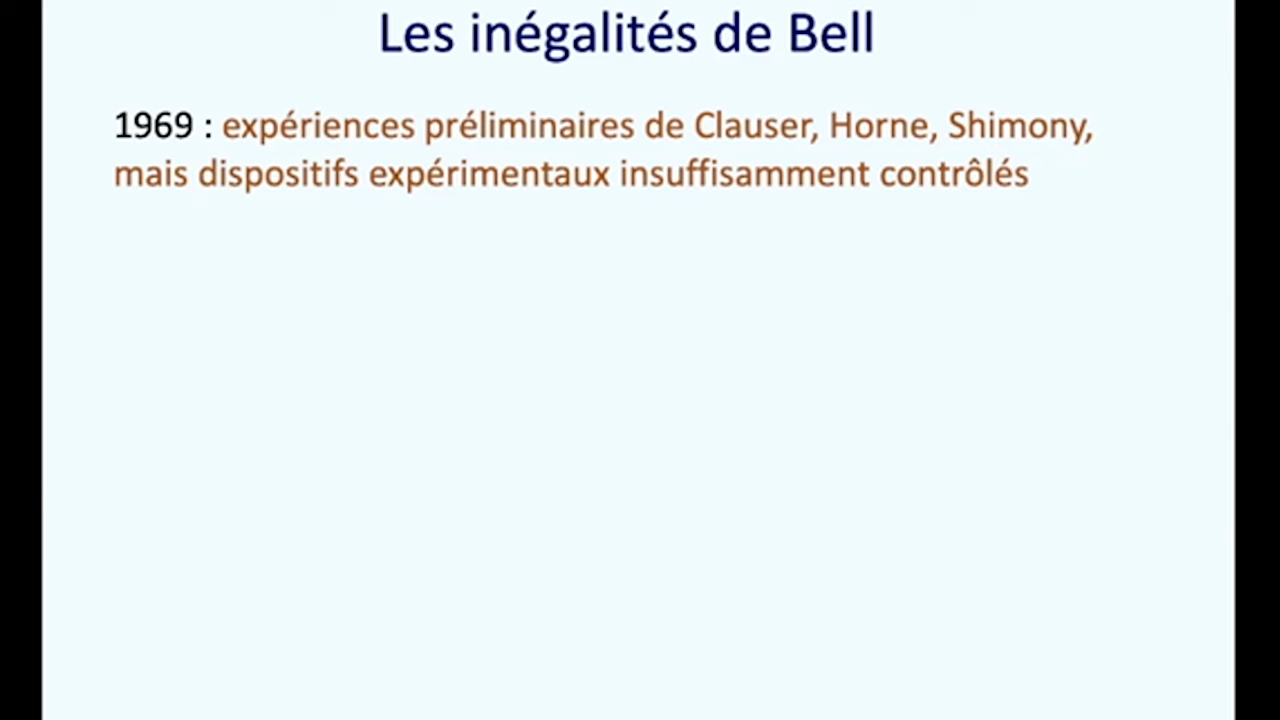 Les inégalités de Bell
1969 : expériences préliminaires de Clauser, Horne, Shimony,
mais dispositifs expérimentaux insuffisamment contrôlés